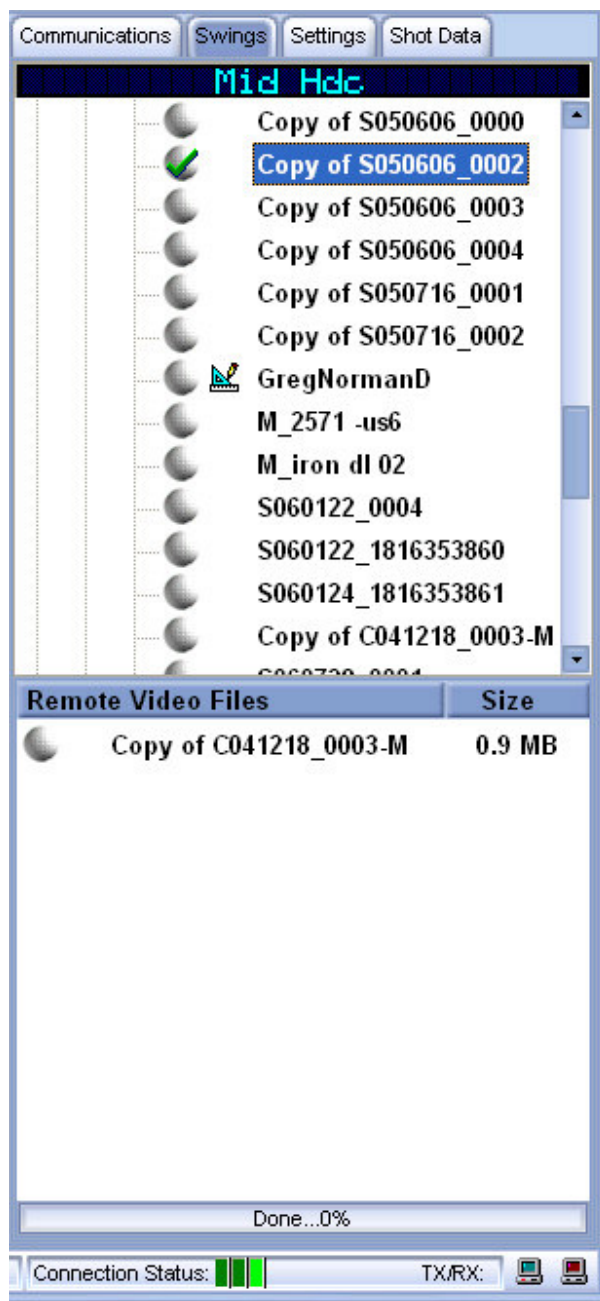 Communications Swings Settings Shot Data
Mid Hdc
Copy of S050606_0000
Copy of S050606_0002
Copy of S050606_0003
Copy of S050606_0004
Copy of S050716_0001
Copy of S050716_0002
GregNormanD
M_2571 -us6
M_iron dl 02
S060122_0004
S060122_1816353860
S060124_1816353861
Copy of C041218_0003-M
Remote Video Files Size
Copy of C041218_0003-M 0.9 MB
Done...0%
Connection Status: TX/RX: